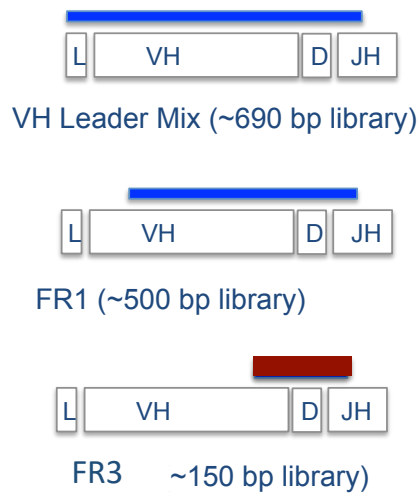 L VH D JH
VH Leader Mix (~690 bp library)
L VH D JH
FR1 (~500 bp library)
L VH D JH
FR3 ~150 bp library)